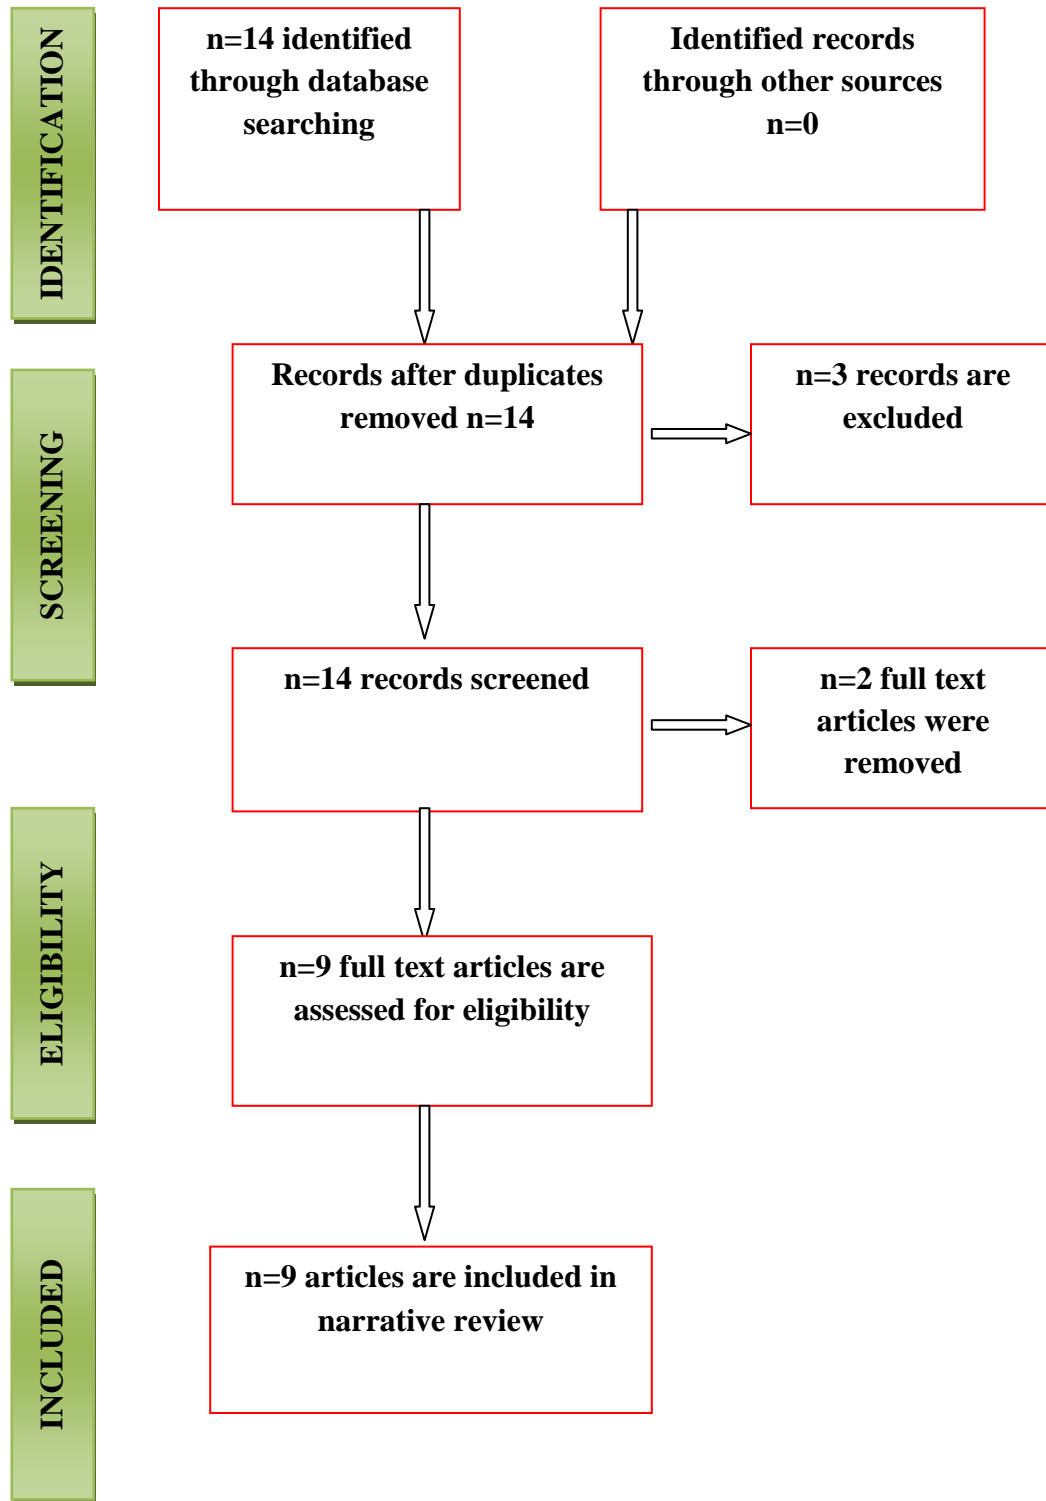 IDENTIFICATION
n=14 identified
through database
searching
Identified records
through other sources
n=0
SCREENING
Records after duplicates
removed n=14
n=3 records are
excluded
n=14 records screened
n=2 full text
articles were
removed
ELIGIBILITY
n=9 full text articles are
assessed for eligibility
INCLUDED
n=9 articles are included in
narrative review